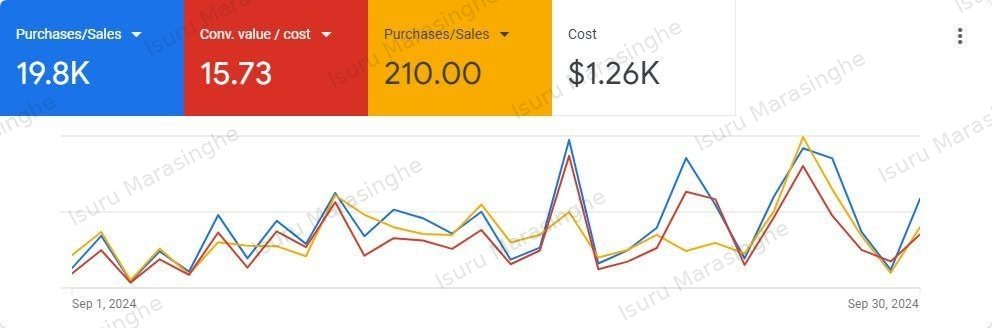 Purchases/Sales
19.8K
Conv. value / cost
15.73
Purchases/Sales
210.00
Cost
$1.26K
Sep 1, 2024
Sep 30, 2024
Isuru Marasinghe